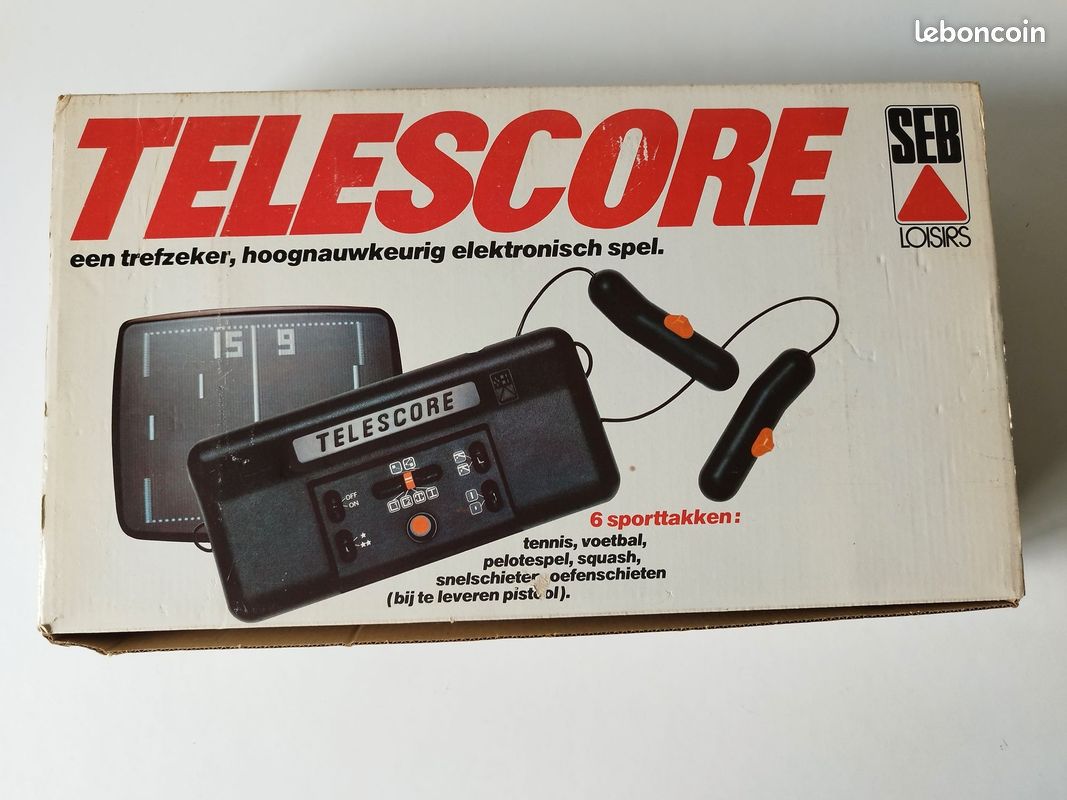 leboncoin
TELESCORE
SEB
LOISIRS
een trefzeker, hoognauwkeurig elektronisch spel.
15 9
TELESCORE
OFF
ON
6 sporttakken:
tennis, voetbal,
pelotespel, squash,
snelschieten, oefenschieten
(bij te leveren pistool).